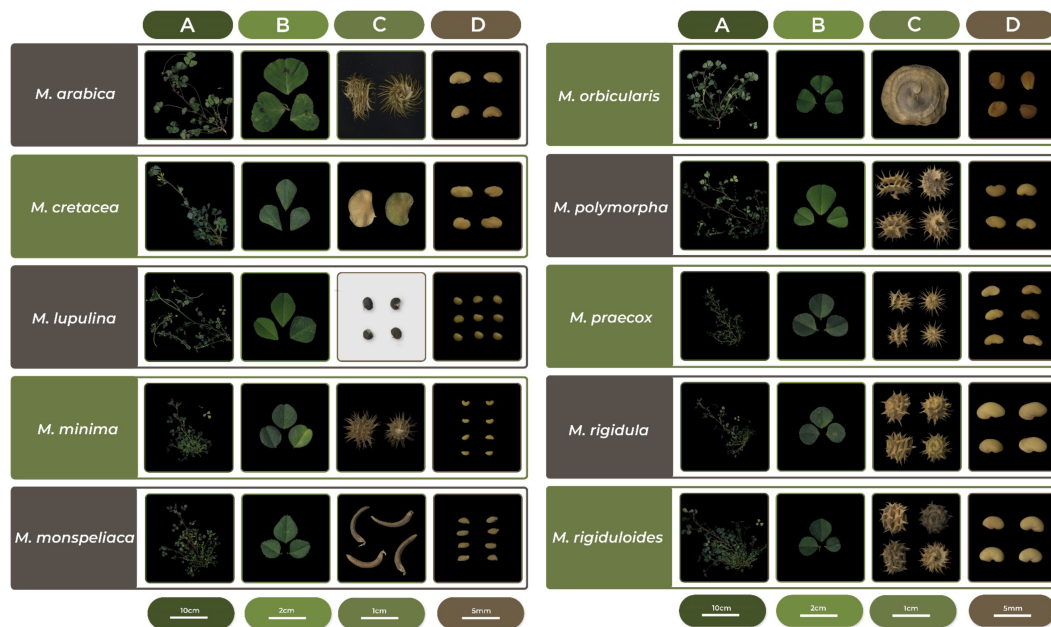 A B C D
M. arabica
M. cretacea
M. lupulina
M. minima
M. monspeliaca
10cm 2cm 1cm 5mm
A B C D
M. orbicularis
M. polymorpha
M. praecox
M. rigidula
M. rigiduloides
10cm 2cm 1cm 5mm